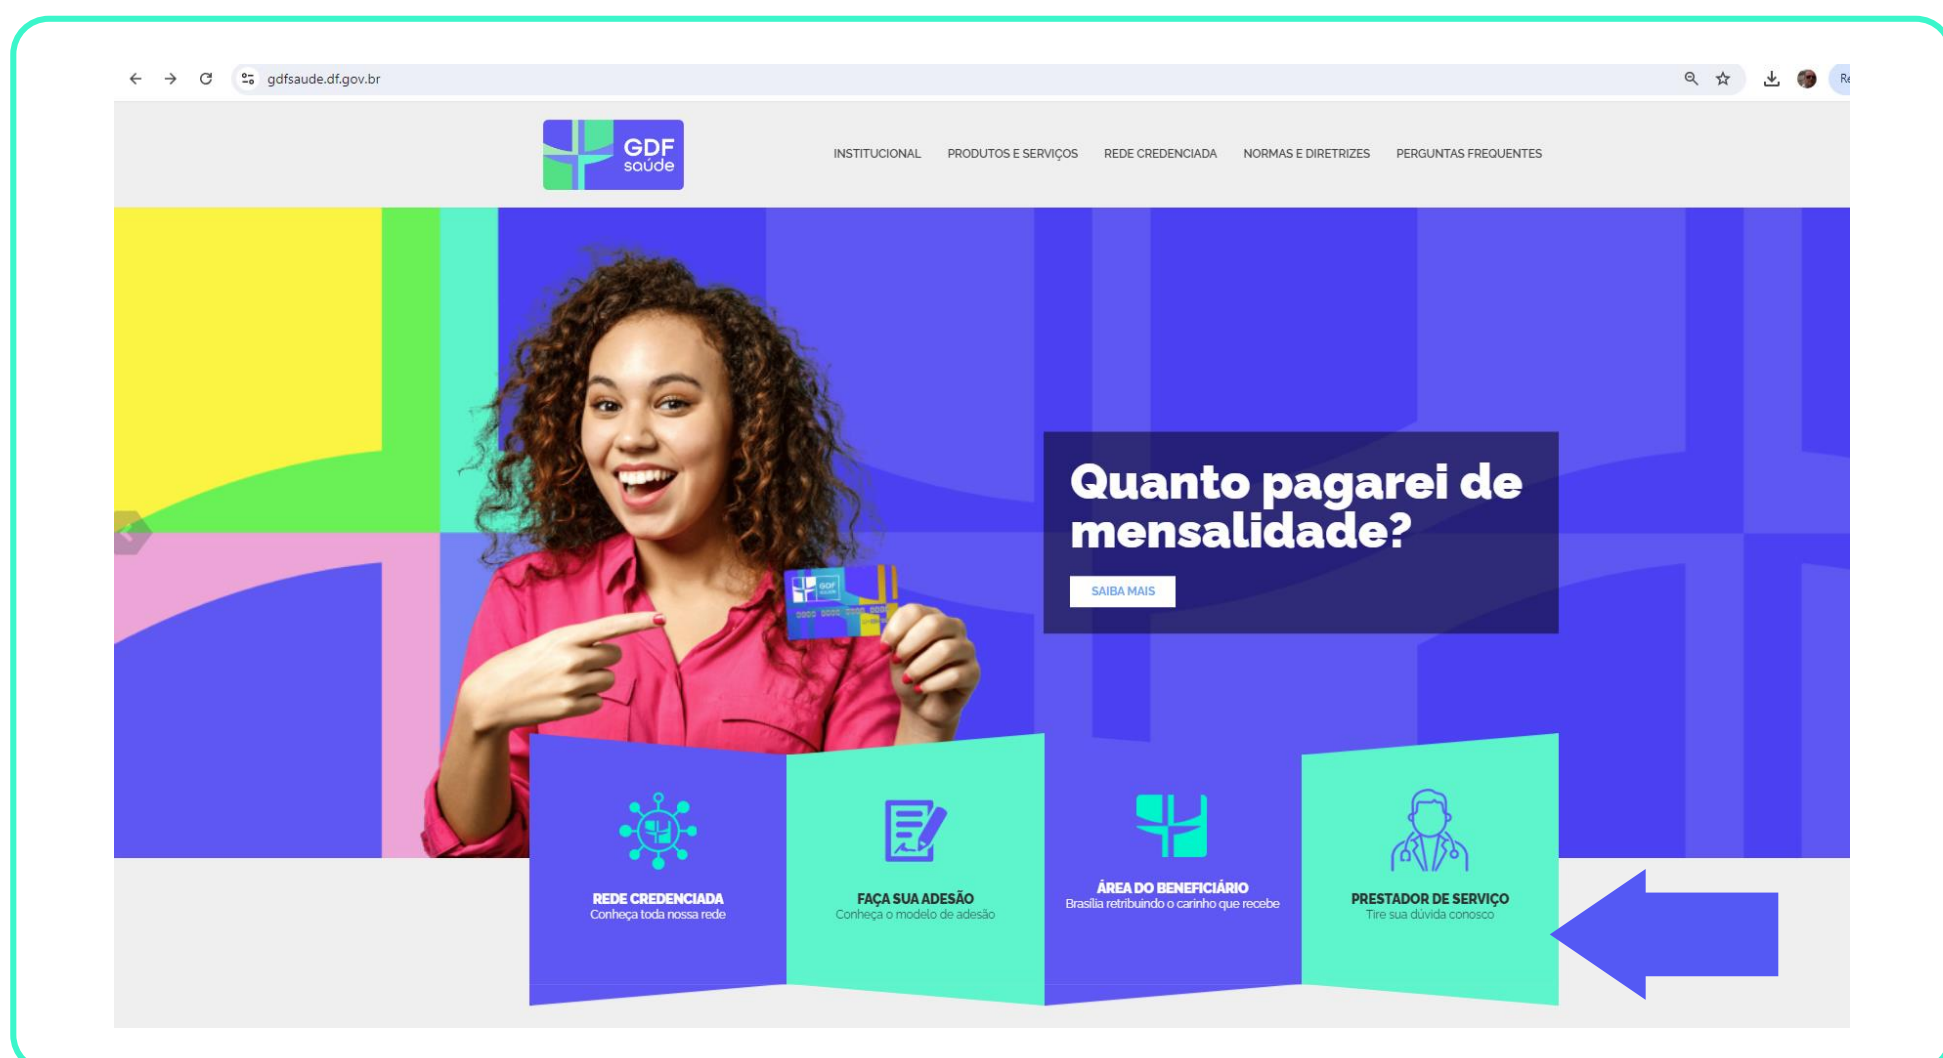 gdfsaude.df.gov.br
GDF
saúde
INSTITUCIONAL PRODUTOS E SERVIÇOS REDE CREDENCIADA NORMAS E DIRETRIZES PERGUNTAS FREQUENTES
Quanto pagarei de
mensalidade?
SAIBA MAIS
GDF
REDE CREDENCIADA
Conheça toda nossa rede
FAÇA SUA ADESÃO
Conheça o modelo de adesão
ÁREA DO BENEFICIÁRIO
Brasília retribuindo o carinho que recebe
PRESTADOR DE SERVIÇO
Tire sua dúvida conosco